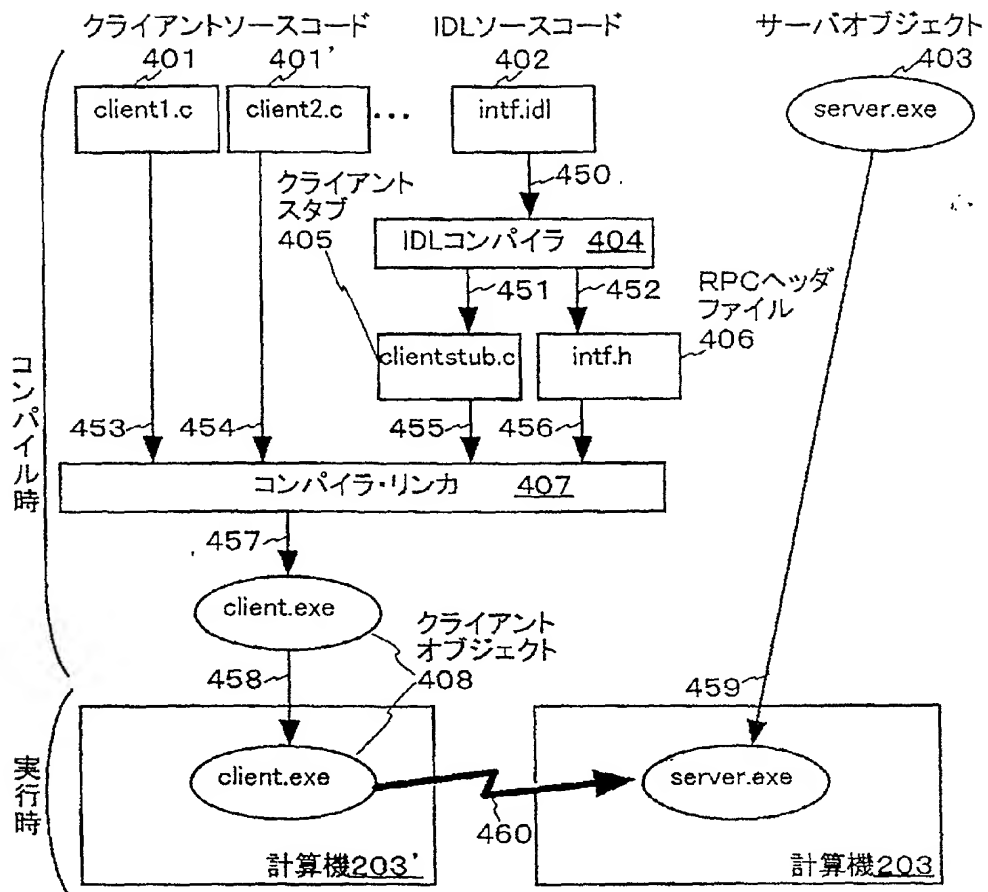 クライアントソースコード
401
401'
client1.c
client2.c
...
IDLソースコード
402
intf.idl
サーバオブジェクト
403
server.exe
450
クライアント
スタブ
405
IDLコンパイラ 404
451
452
RPCヘッダ
ファイル
406
clientstub.c
intf.h
コンパイル時
453
454
455
456
コンパイラ・リンカ 407
457
client.exe
クライアント
オブジェクト
408
458
459
実行時
client.exe
460
server.exe
計算機203'
計算機203